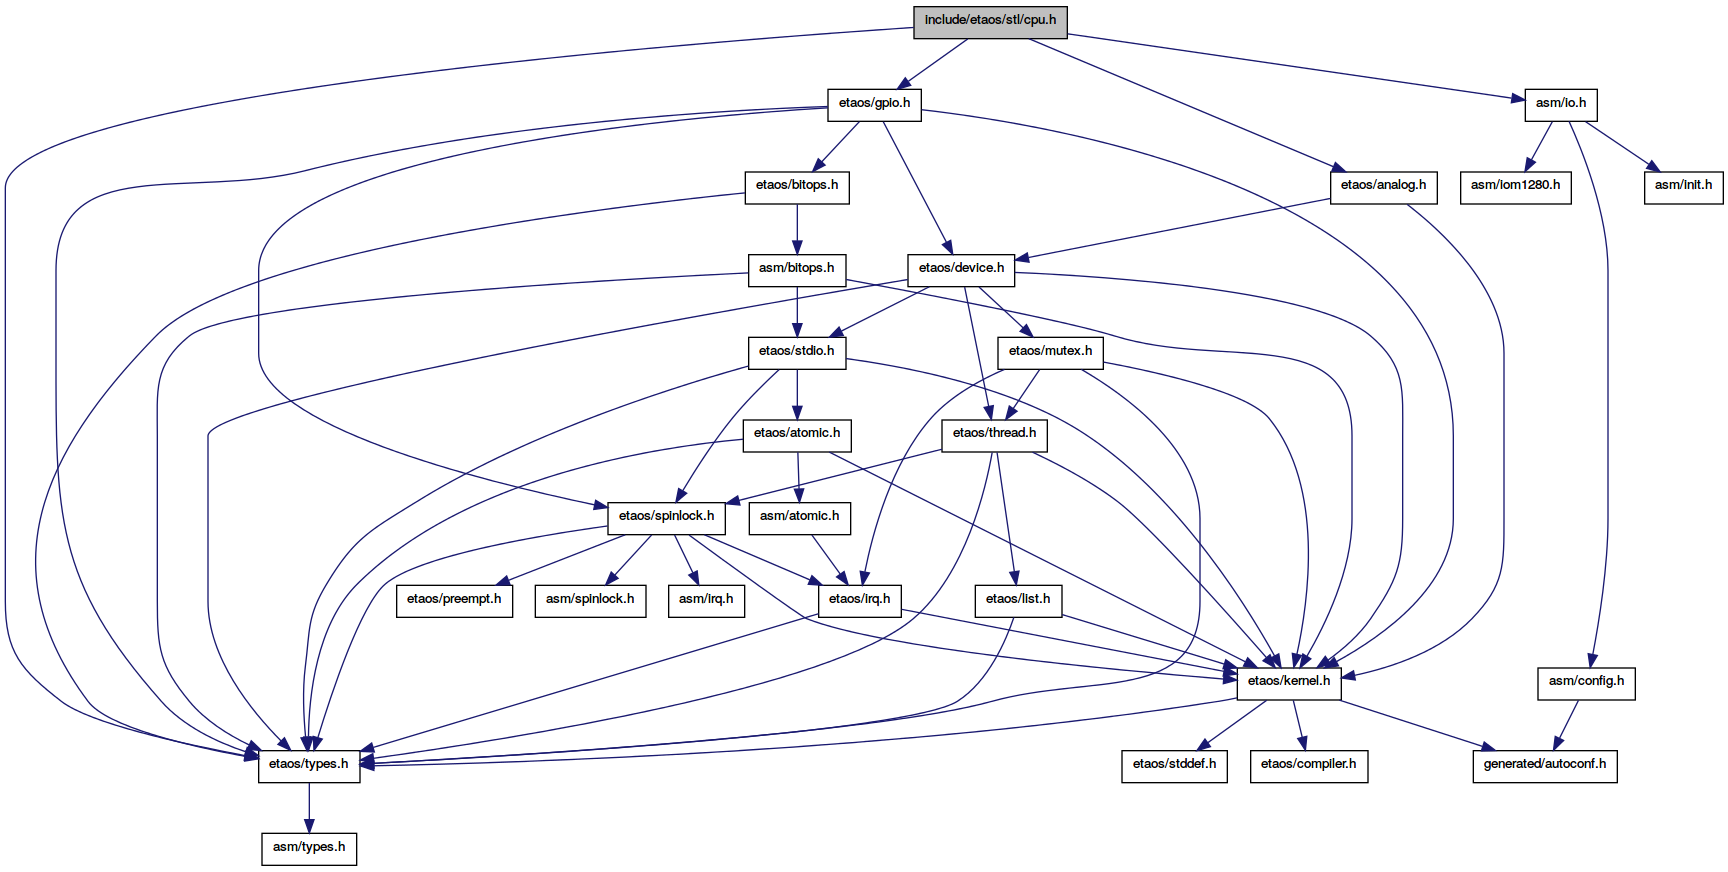 include/etaos/stl/cpu.h
etaos/gpio.h
asm/io.h
etaos/bitops.h
etaos/analog.h
asm/iom1280.h
asm/init.h
asm/bitops.h
etaos/device.h
etaos/stdio.h
etaos/mutex.h
etaos/atomic.h
etaos/thread.h
etaos/spinlock.h
asm/atomic.h
etaos/preempt.h
asm/spinlock.h
asm/irq.h
etaos/irq.h
etaos/list.h
etaos/kernel.h
asm/config.h
etaos/types.h
etaos/stddef.h
etaos/compiler.h
generated/autoconf.h
asm/types.h